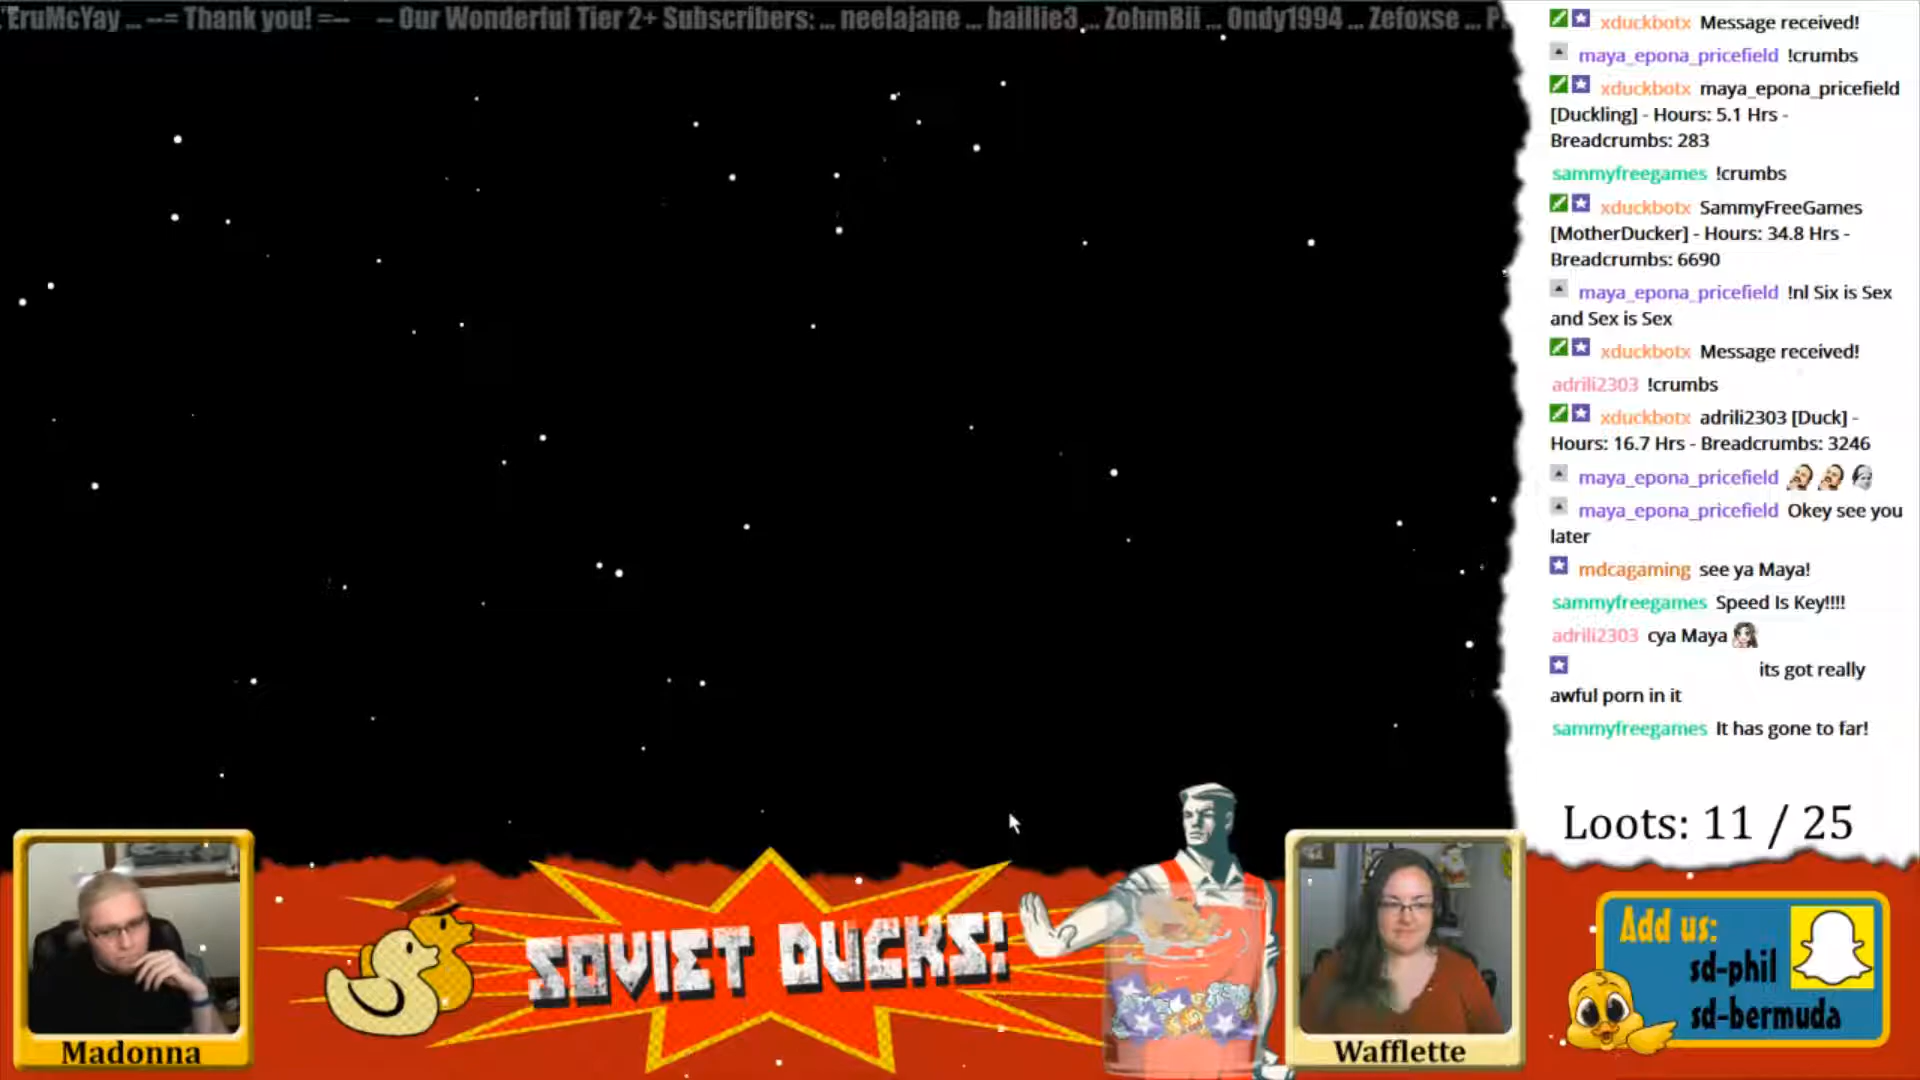 EruMcYay ... --= Thank you! =-- -- Our Wonderful Tier 2+ Subscribers: ... neelajane ... baillie3 ... ZohmBii ... Ondy1994 ... Zefoxse ... P
xduckbotx Message received!
maya_epona_pricefield !crumbs
xduckbotx maya_epona_pricefield
[Duckling] - Hours: 5.1 Hrs -
Breadcrumbs: 283
sammyfreegames !crumbs
xduckbotx SammyFreeGames
[MotherDucker] - Hours: 34.8 Hrs -
Breadcrumbs: 6690
maya_epona_pricefield !nl Six is Sex
and Sex is Sex
xduckbotx Message received!
adrili2303 !crumbs
xduckbotx adrili2303 [Duck] -
Hours: 16.7 Hrs - Breadcrumbs: 3246
maya_epona_pricefield
maya_epona_pricefield Okey see you
later
mdcagaming see ya Maya!
sammyfreegames Speed Is Key!!!!
adrili2303 cya Maya
its got really
awful porn in it
sammyfreegames It has gone to far!
Loots: 11 / 25
Madonna
SOVIET DUCKS!
Wafflette
Add us:
sd-phil
sd-bermuda